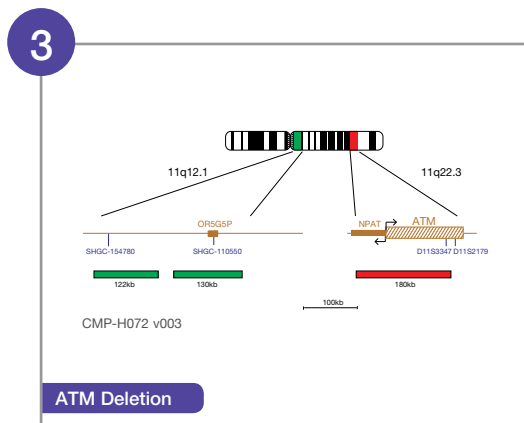 3
11q12.1
11q22.3
OR5G5P
NPAT
ATM
SHGC-154780
SHGC-110550
D11S3347 D11S2179
122kb
130kb
180kb
100kb
CMP-H072 v003
ATM Deletion